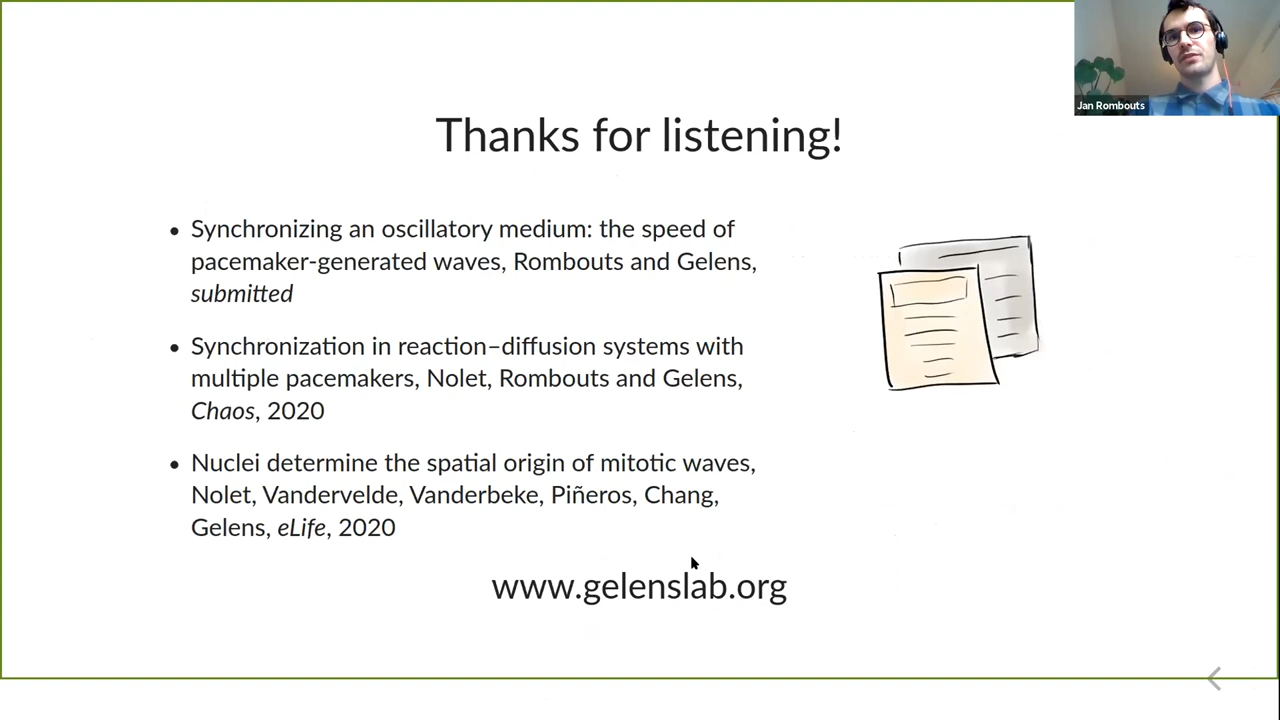 Jan Rombouts
Thanks for listening!
• Synchronizing an oscillatory medium: the speed of
pacemaker-generated waves, Rombouts and Gelens,
submitted
• Synchronization in reaction–diffusion systems with
multiple pacemakers, Nolet, Rombouts and Gelens,
Chaos, 2020
• Nuclei determine the spatial origin of mitotic waves,
Nolet, Vandervelde, Vanderbeke, Piñeros, Chang,
Gelens, eLife, 2020
www.gelenslab.org